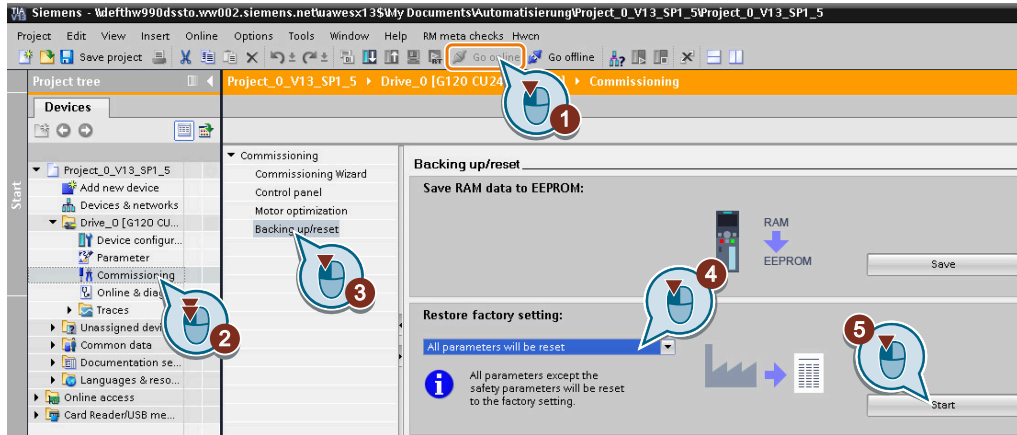 Siemens - \\defthw990dssto.ww002.siemens.net\uawesx13$\My Documents\Automatisierung\Project_0_V13_SP1_5\Project_0_V13_SP1_5
Project Edit View Insert Online Options Tools Window Help RM meta checks Hwcn
Save project Go online Go offline
Project tree
Project_0_V13_SP1_5 Drive_0 [G120 CU24 Commissioning
1
Devices
Start
Project_0_V13_SP1_5
Add new device
Devices & networks
Drive_0 [G120 CU...
Device configur...
Parameter
Commissioning
Online & diag
Traces
Unassigned devi
Common data
Documentation se...
Languages & reso...
Online access
Card Reader/USB me...
2
Commissioning
Commissioning Wizard
Control panel
Motor optimization
Backing up/reset
3
Backing up/reset
Save RAM data to EEPROM:
RAM
EEPROM
Save
4
Restore factory setting:
All parameters will be reset
All parameters except the
safety parameters will be reset
to the factory setting.
5
Start